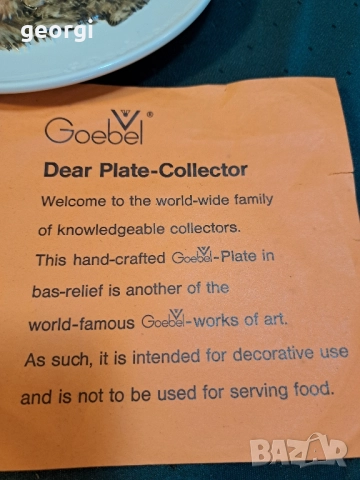 georgi
Goebel ®
Dear Plate-Collector
Welcome to the world-wide family
of knowledgeable collectors.
This hand-crafted Goebel-Plate in
bas-relief is another of the
world-famous Goebel-works of art.
As such, it is intended for decorative use
and is not to be used for serving food.
BAZAR